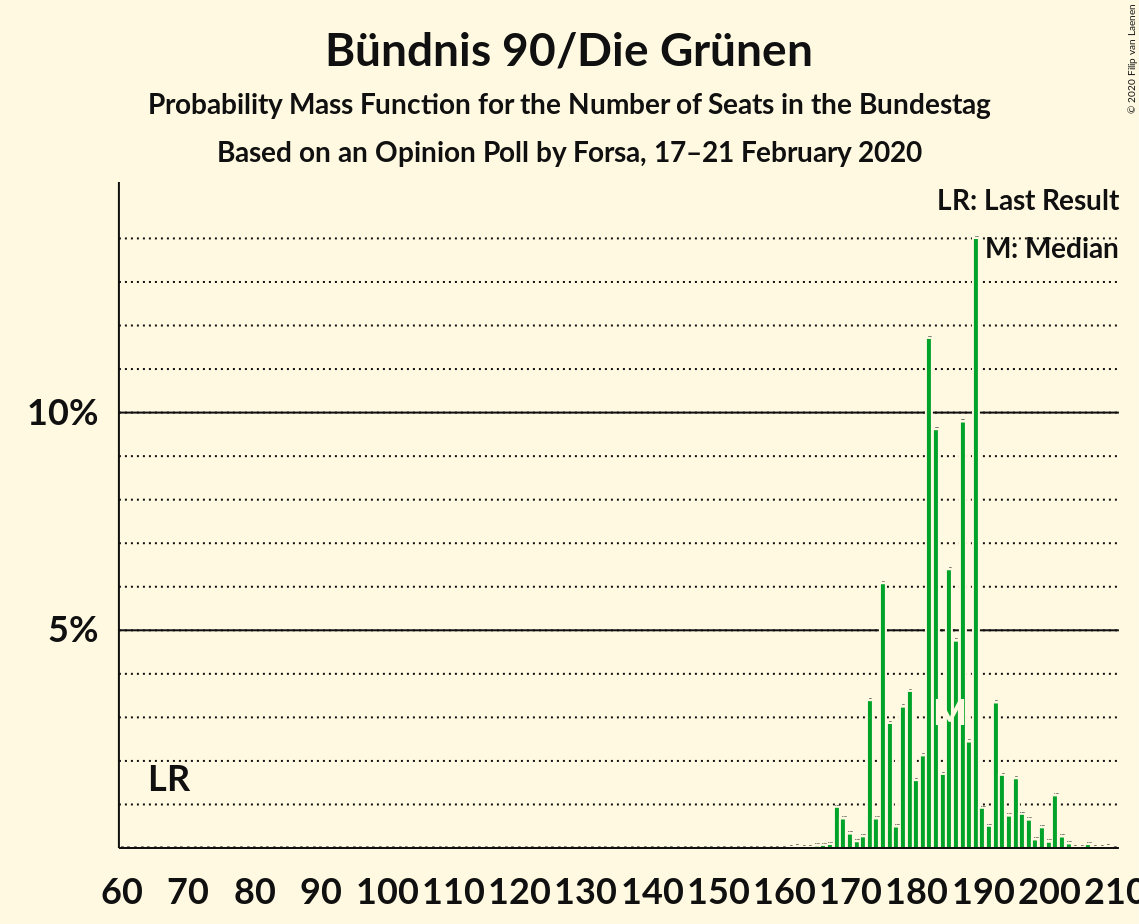 © 2020 Filip van Laenen
Bündnis 90/Die Grünen
Probability Mass Function for the Number of Seats in the Bundestag
Based on an Opinion Poll by Forsa, 17–21 February 2020
LR: Last Result
M: Median
10%
5%
M
LR
60 70 80 90 100 110 120 130 140 150 160 170 180 190 200 210